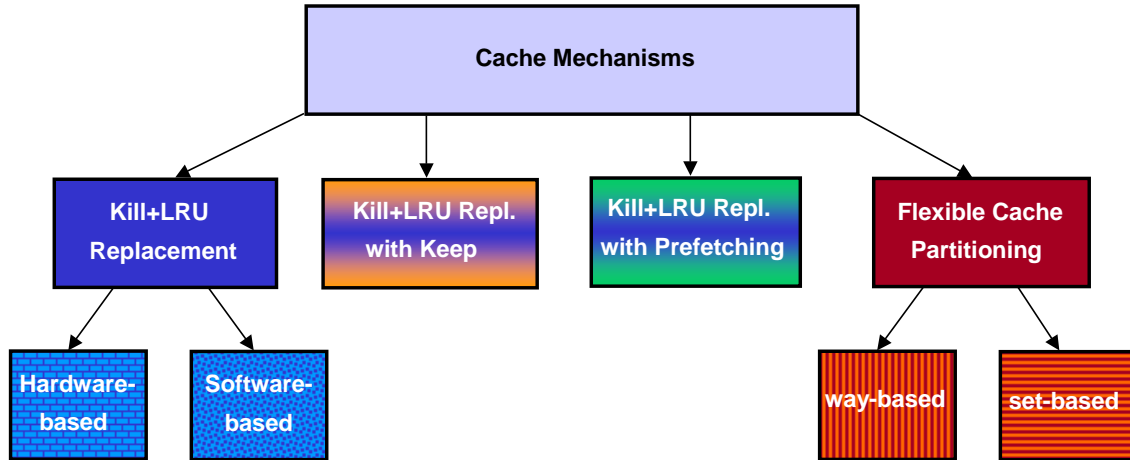 Cache Mechanisms
Kill+LRU
Replacement
Kill+LRU Repl.
with Keep
Kill+LRU Repl.
with Prefetching
Flexible Cache
Partitioning
Hardware-
based
Software-
based
way-based
set-based